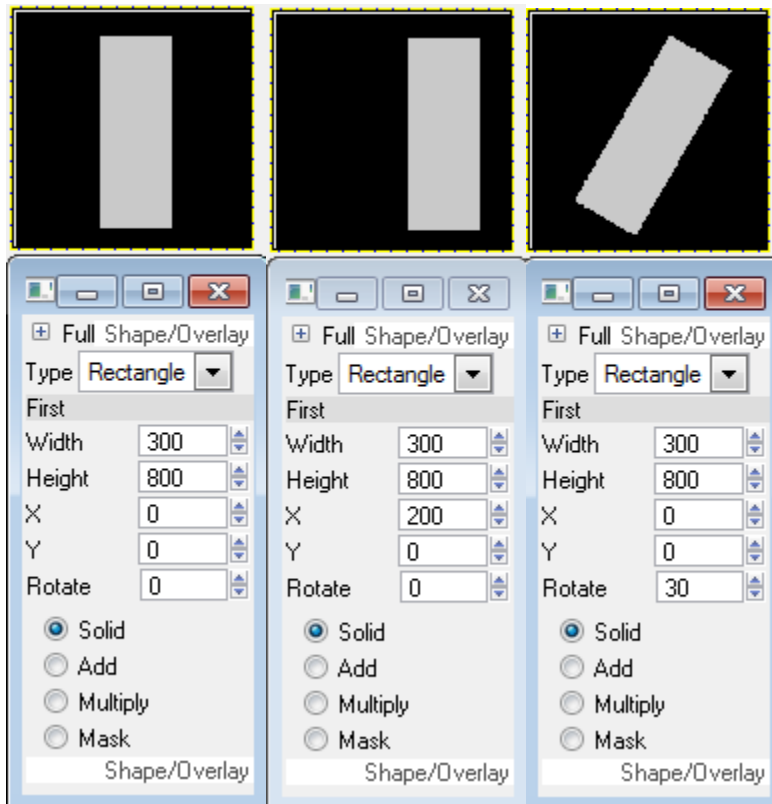 Full Shape/Overlay
Type Rectangle
First
Width 300
Height 800
X 0
Y 0
Rotate 0
Solid
Add
Multiply
Mask
Shape/Overlay
Full Shape/Overlay
Type Rectangle
First
Width 300
Height 800
X 200
Y 0
Rotate 0
Solid
Add
Multiply
Mask
Shape/Overlay
Full Shape/Overlay
Type Rectangle
First
Width 300
Height 800
X 0
Y 0
Rotate 30
Solid
Add
Multiply
Mask
Shape/Overlay